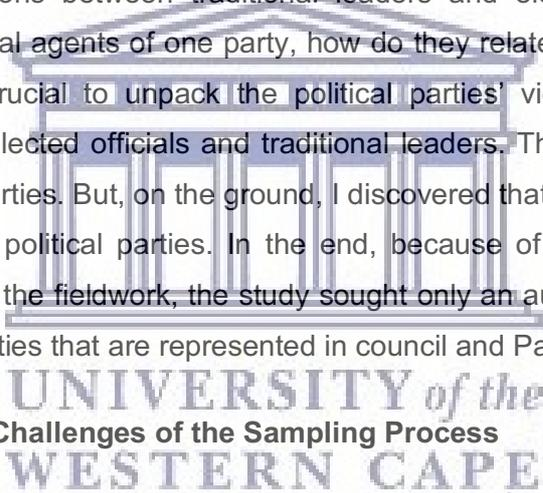 ons between traditional leaders and el
al agents of one party, how do they relate
rucial to unpack the political parties' vi
lected officials and traditional leaders. Th
rties. But, on the ground, I discovered that
political parties. In the end, because of
the fieldwork, the study sought only an au
ties that are represented in council and Pa
UNIVERSITY of the
Challenges of the Sampling Process
WESTERN CAPE